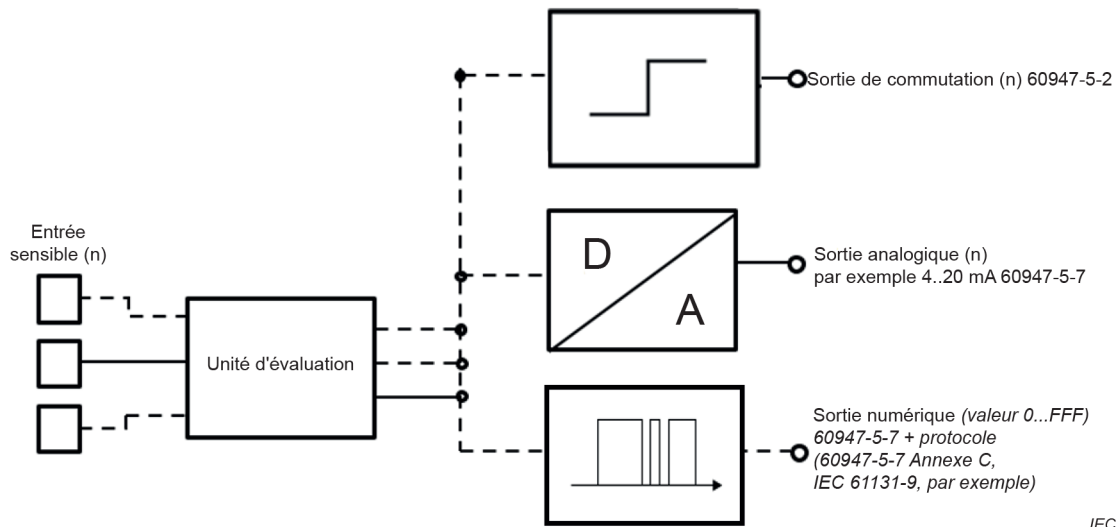 Sortie de commutation (n) 60947-5-2
Entrée
sensible (n)
Unité d'évaluation
D
A
Sortie analogique (n)
par exemple 4..20 mA 60947-5-7
Sortie numérique (valeur 0...FFF)
60947-5-7 + protocole
(60947-5-7 Annexe C,
IEC 61131-9, par exemple)
IEC